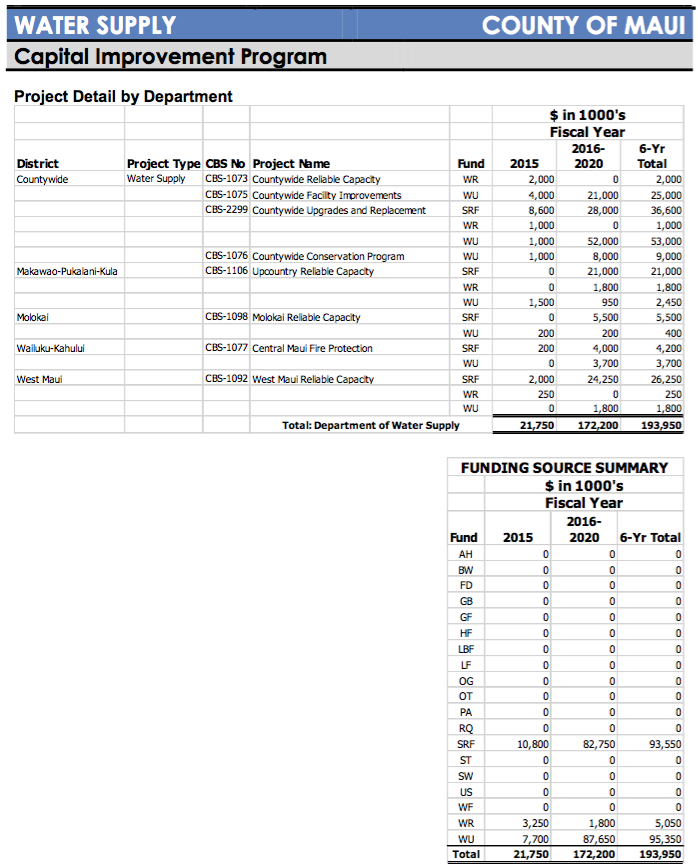 WATER SUPPLY COUNTY OF MAUI
Capital Improvement Program
Project Detail by Department
$ in 1000's
Fiscal Year
2016- 6-Yr
District Project Type CBS No Project Name Fund 2015 2020 Total
Countywide Water Supply CBS-1073 Countywide Reliable Capacity WR 2,000 0 2,000
CBS-1075 Countywide Facility Improvements WU 4,000 21,000 25,000
CBS-2299 Countywide Upgrades and Replacement SRF 8,600 28,000 36,600
WR 1,000 0 1,000
WU 1,000 52,000 53,000
CBS-1076 Countywide Conservation Program WU 1,000 8,000 9,000
Makawao-Pukalani-Kula CBS-1106 Upcountry Reliable Capacity SRF 0 21,000 21,000
WR 0 1,800 1,800
WU 1,500 950 2,450
Molokai CBS-1098 Molokai Reliable Capacity SRF 0 5,500 5,500
WU 200 200 400
Wailuku-Kahului CBS-1077 Central Maui Fire Protection SRF 200 4,000 4,200
WU 0 3,700 3,700
West Maui CBS-1092 West Maui Reliable Capacity SRF 2,000 24,250 26,250
WR 250 0 250
WU 0 1,800 1,800
Total: Department of Water Supply 21,750 172,200 193,950
FUNDING SOURCE SUMMARY
$ in 1000's
Fiscal Year
2016-
Fund 2015 2020 6-Yr Total
AH 0 0 0
BW 0 0 0
FD 0 0 0
GB 0 0 0
GF 0 0 0
HF 0 0 0
LBF 0 0 0
LF 0 0 0
OG 0 0 0
OT 0 0 0
PA 0 0 0
RQ 0 0 0
SRF 10,800 82,750 93,550
ST 0 0 0
SW 0 0 0
US 0 0 0
WF 0 0 0
WR 3,250 1,800 5,050
WU 7,700 87,650 95,350
Total 21,750 172,200 193,950